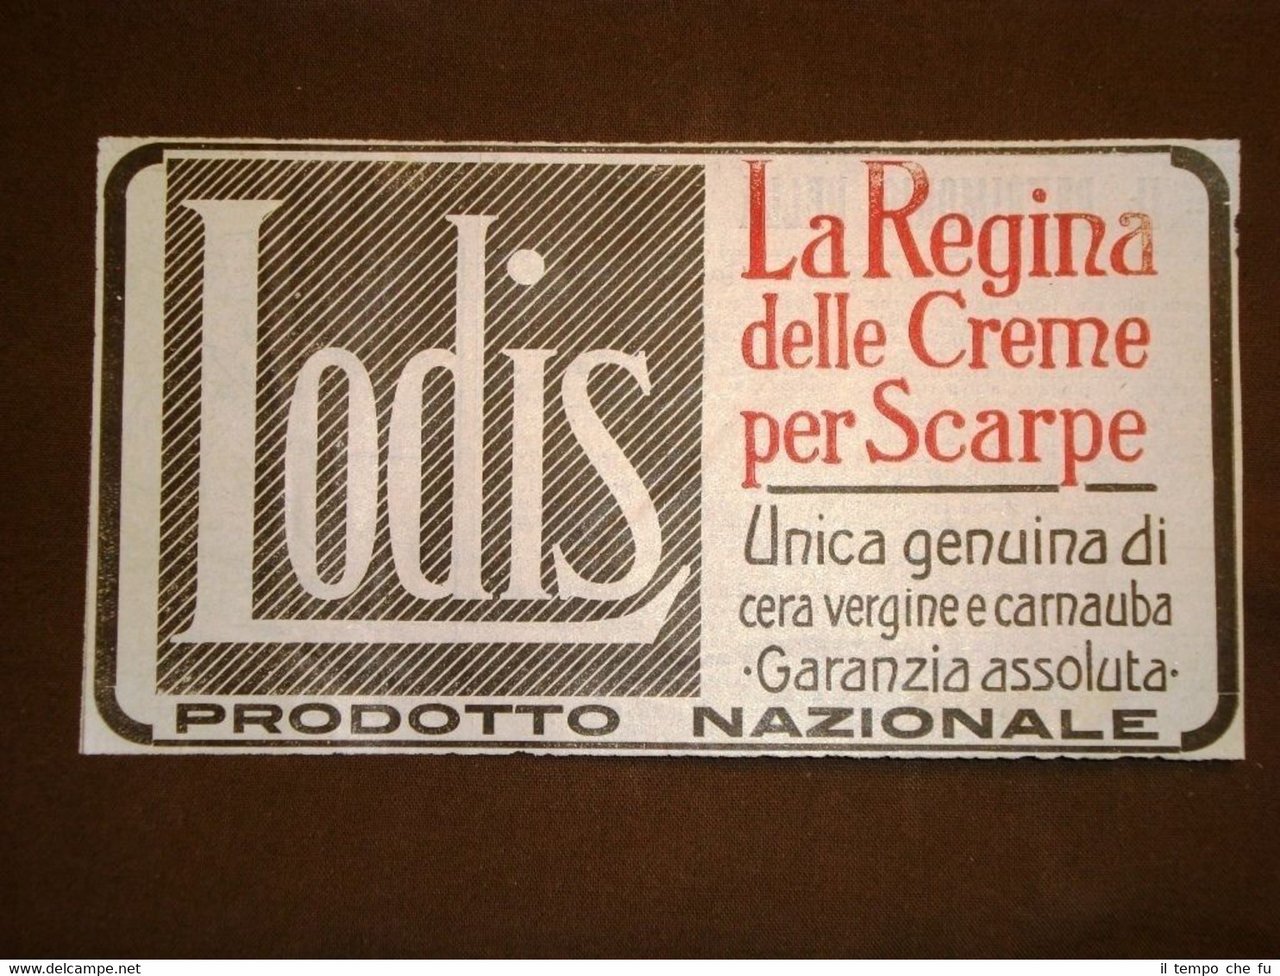 Lodis
La Regina
delle Creme
per Scarpe
Unica genuina di
cera vergine e carnauba
·Garanzia assoluta·
PRODOTTO NAZIONALE
www.delcampe.net
il tempo che fu